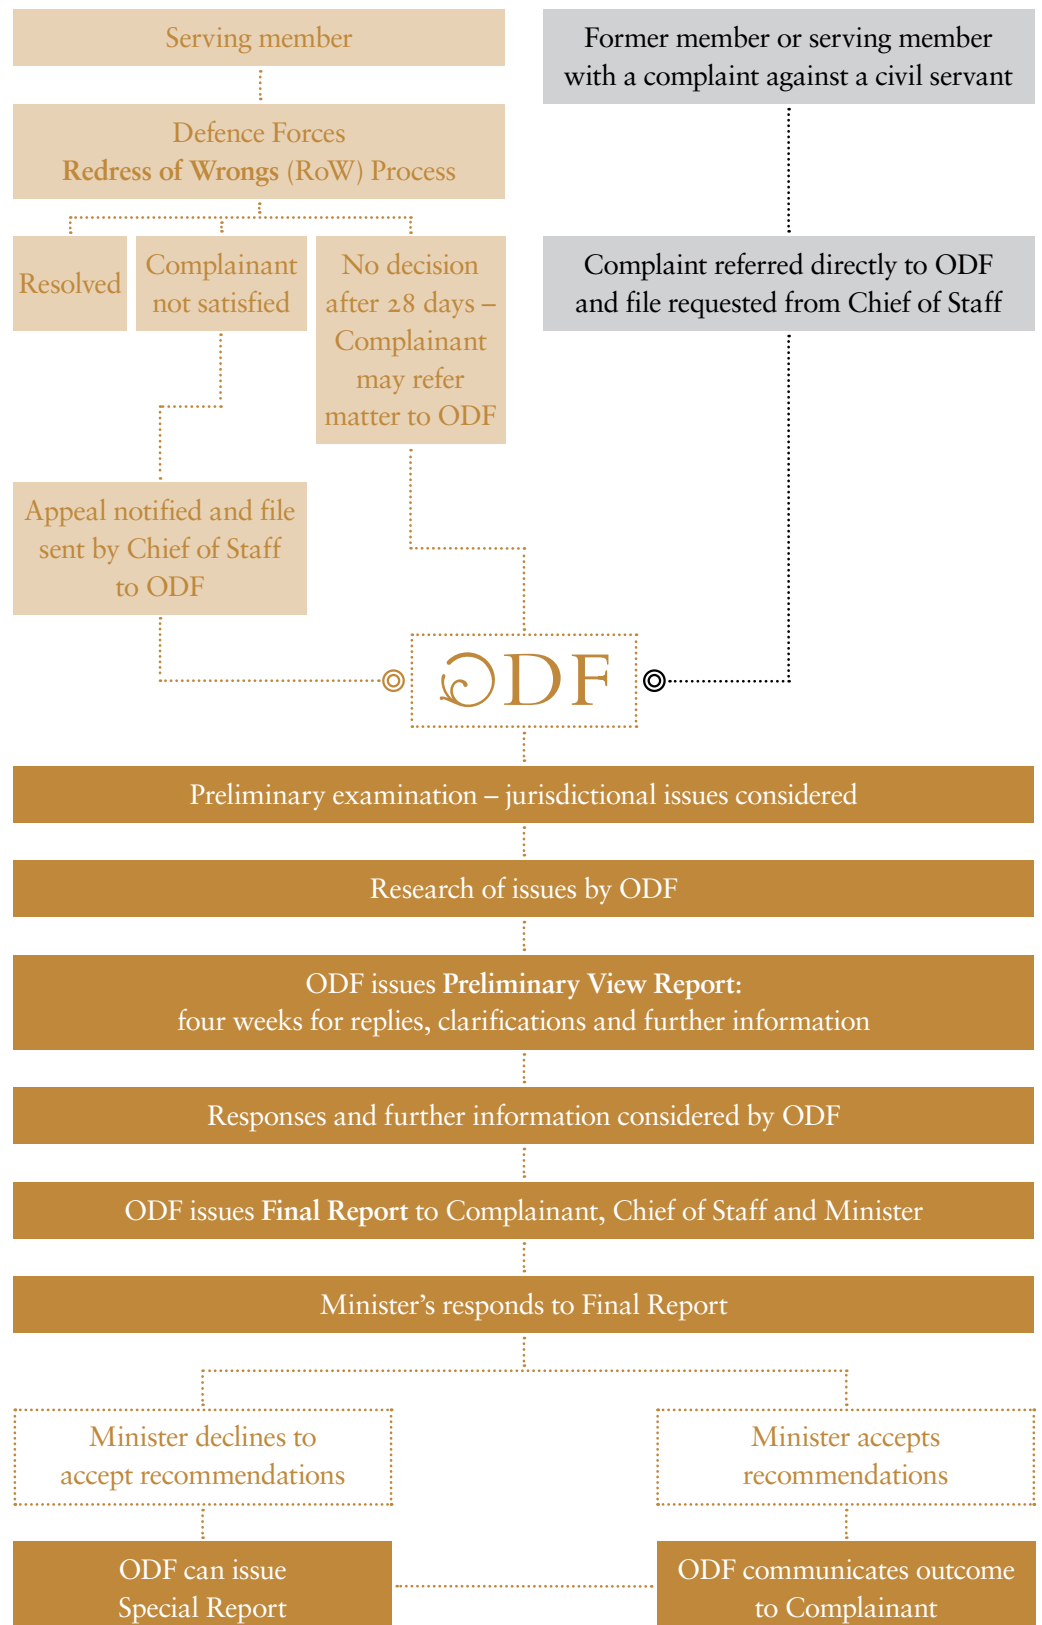 Serving member
Former member or serving member
with a complaint against a civil servant
Defence Forces
Redress of Wrongs (RoW) Process
Resolved
Complainant
not satisfied
No decision
after 28 days –
Complainant
may refer
matter to ODF
Complaint referred directly to ODF
and file requested from Chief of Staff
Appeal notified and file
sent by Chief of Staff
to ODF
ODF
Preliminary examination – jurisdictional issues considered
Research of issues by ODF
ODF issues Preliminary View Report:
four weeks for replies, clarifications and further information
Responses and further information considered by ODF
ODF issues Final Report to Complainant, Chief of Staff and Minister
Minister's responds to Final Report
Minister declines to
accept recommendations
Minister accepts
recommendations
ODF can issue
Special Report
ODF communicates outcome
to Complainant